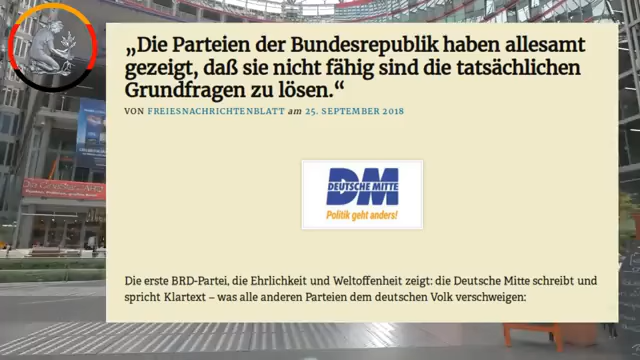 „Die Parteien der Bundesrepublik haben allesamt
gezeigt, daß sie nicht fähig sind die tatsächlichen
Grundfragen zu lösen.“
VON FREIESNACHRICHTENBLATT am 25. SEPTEMBER 2018
DM
DEUTSCHE MITTE
Politik geht anders!
Die erste BRD-Partei, die Ehrlichkeit und Weltoffenheit zeigt: die Deutsche Mitte schreibt und
spricht Klartext – was alle anderen Parteien dem deutschen Volk verschweigen: